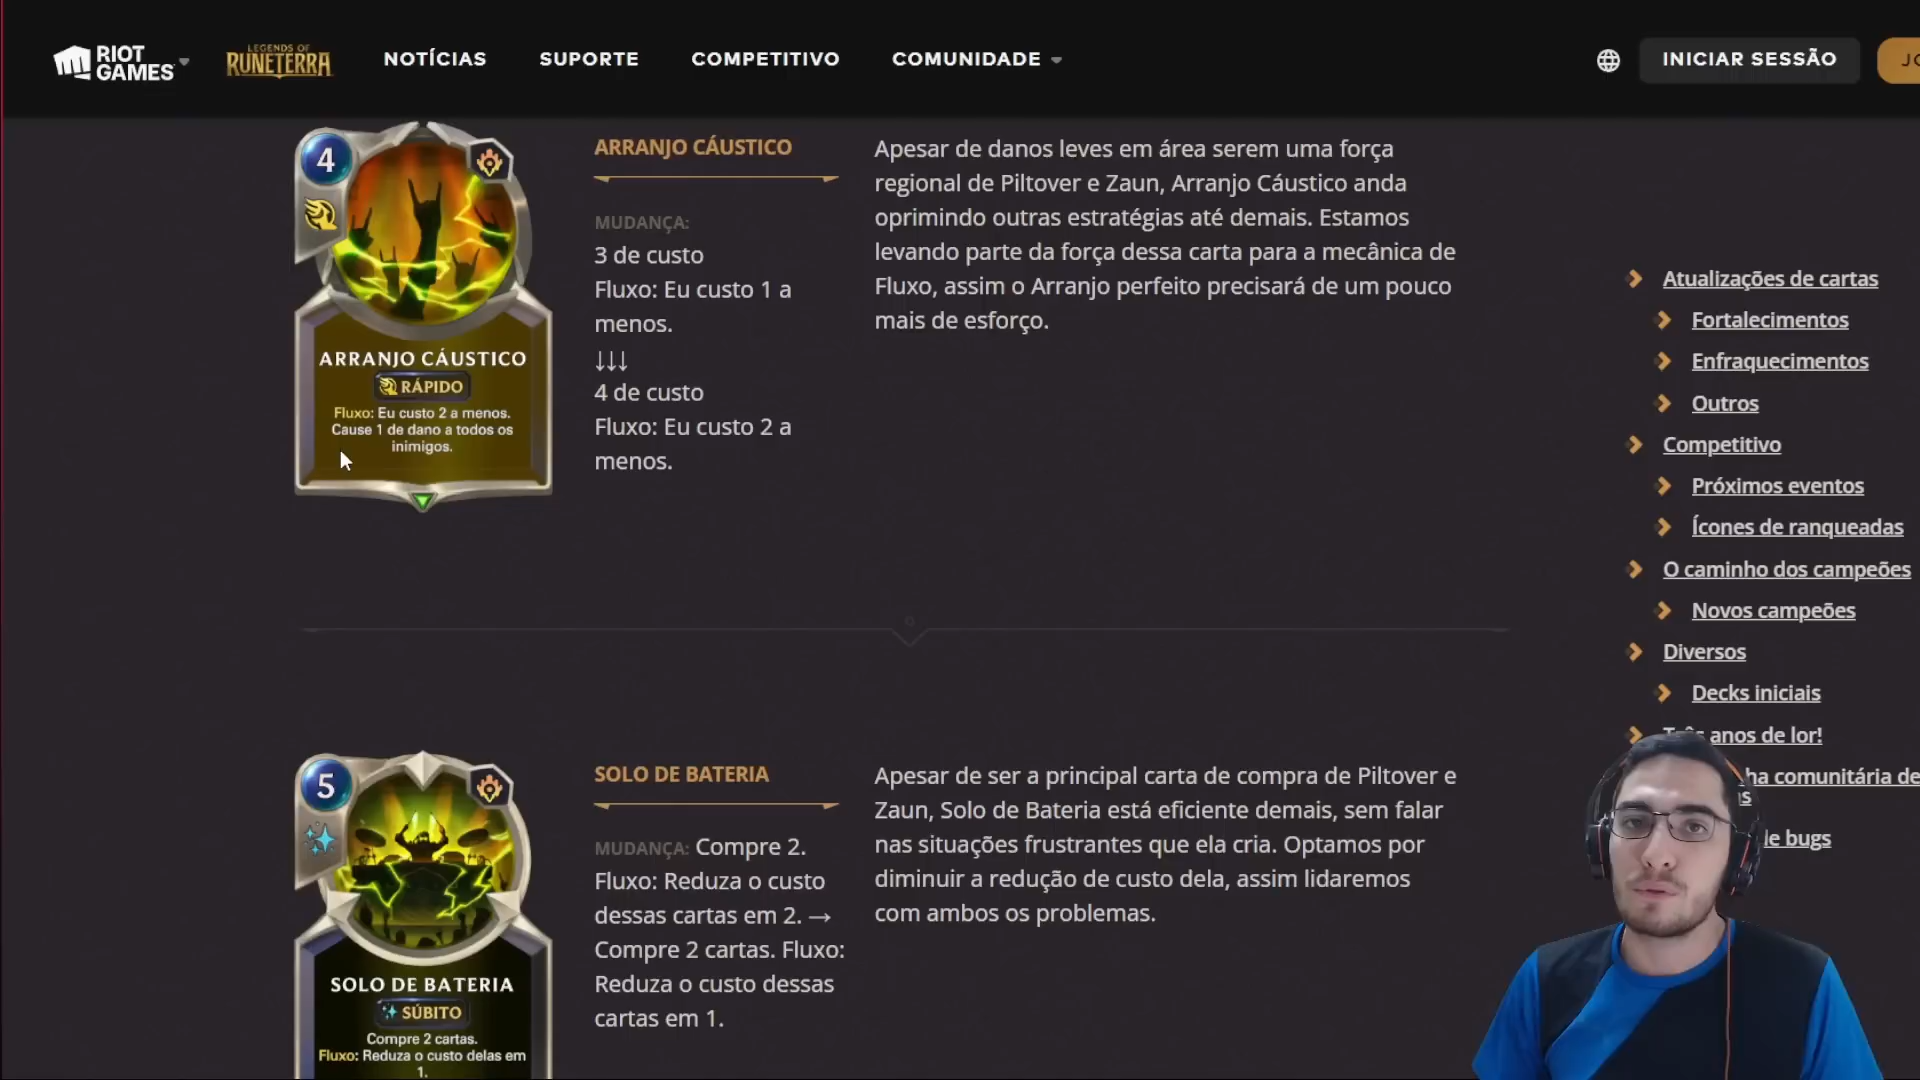 RIOT
GAMES
LEGENDS OF
RUNETERRA
NOTÍCIAS
SUPORTE
COMPETITIVO
COMUNIDADE
INICIAR SESSÃO
4
ARRANJO CÁUSTICO
RÁPIDO
Fluxo: Eu custo 2 a menos.
Cause 1 de dano a todos os
inimigos.
ARRANJO CÁUSTICO
MUDANÇA:
3 de custo
Fluxo: Eu custo 1 a
menos.
↓↓↓
4 de custo
Fluxo: Eu custo 2 a
menos.
Apesar de danos leves em área serem uma força
regional de Piltover e Zaun, Arranjo Cáustico anda
oprimindo outras estratégias até demais. Estamos
levando parte da força dessa carta para a mecânica de
Fluxo, assim o Arranjo perfeito precisará de um pouco
mais de esforço.
5
SOLO DE BATERIA
SÚBITO
Compre 2 cartas.
Fluxo: Reduza o custo delas em
1.
SOLO DE BATERIA
MUDANÇA: Compre 2.
Fluxo: Reduza o custo
dessas cartas em 2. →
Compre 2 cartas. Fluxo:
Reduza o custo dessas
cartas em 1.
Apesar de ser a principal carta de compra de Piltover e
Zaun, Solo de Bateria está eficiente demais, sem falar
nas situações frustrantes que ela cria. Optamos por
diminuir a redução de custo dela, assim lidaremos
com ambos os problemas.
Atualizações de cartas
Fortalecimentos
Enfraquecimentos
Outros
Competitivo
Próximos eventos
Ícones de ranqueadas
O caminho dos campeões
Novos campeões
Diversos
Decks iniciais
Três anos de lor!
comunitária de
bugs